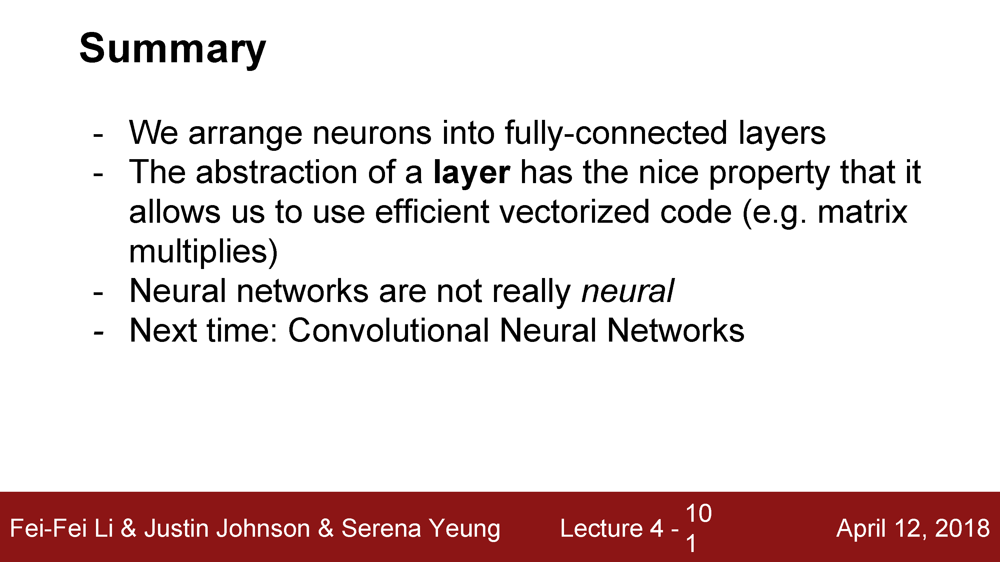 Summary
- We arrange neurons into fully-connected layers
- The abstraction of a layer has the nice property that it
allows us to use efficient vectorized code (e.g. matrix
multiplies)
- Neural networks are not really neural
- Next time: Convolutional Neural Networks
Fei-Fei Li & Justin Johnson & Serena Yeung
Lecture 4 -
10
1
April 12, 2018